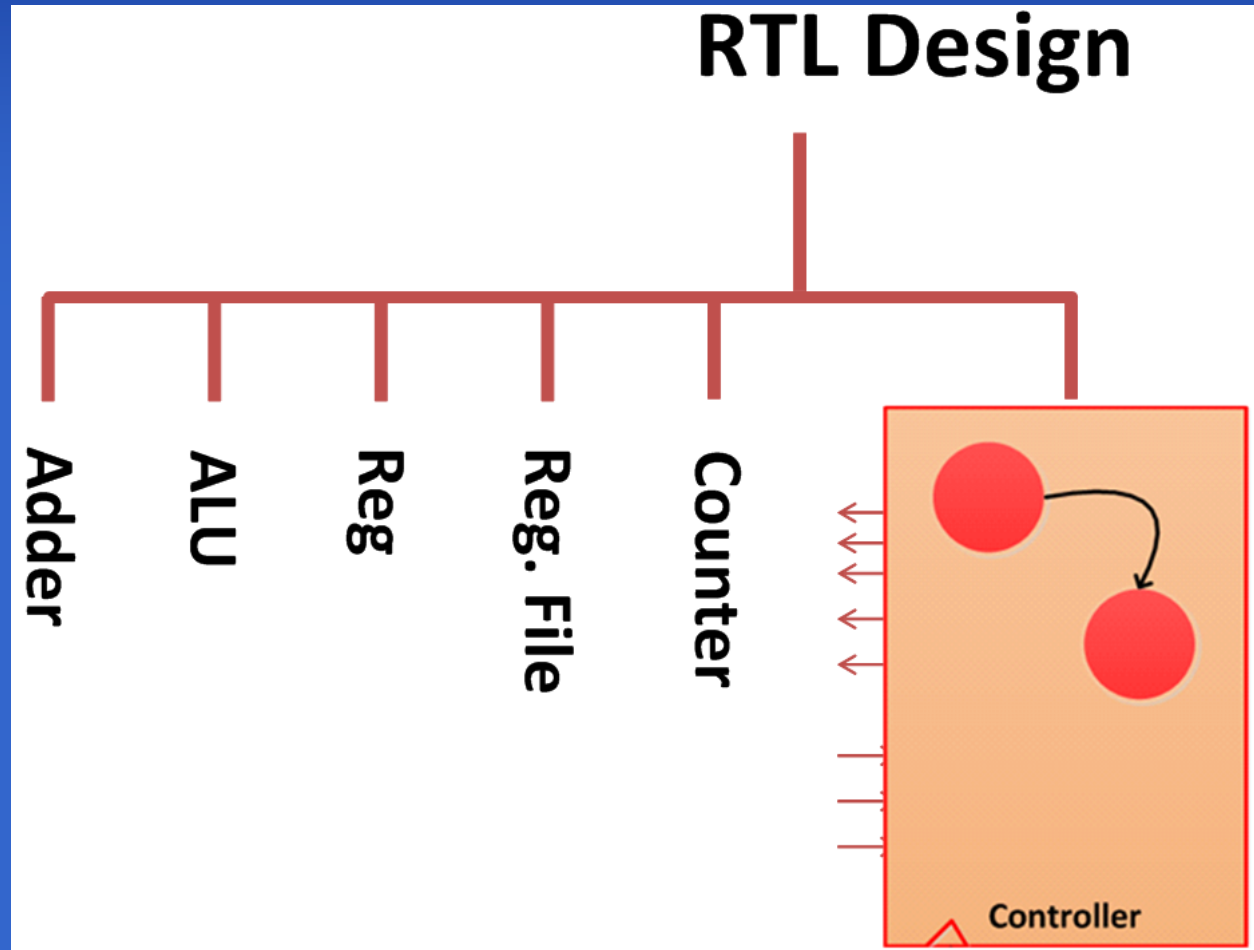 RTL Design
Adder
ALU
Reg
Reg. File
Counter
Controller